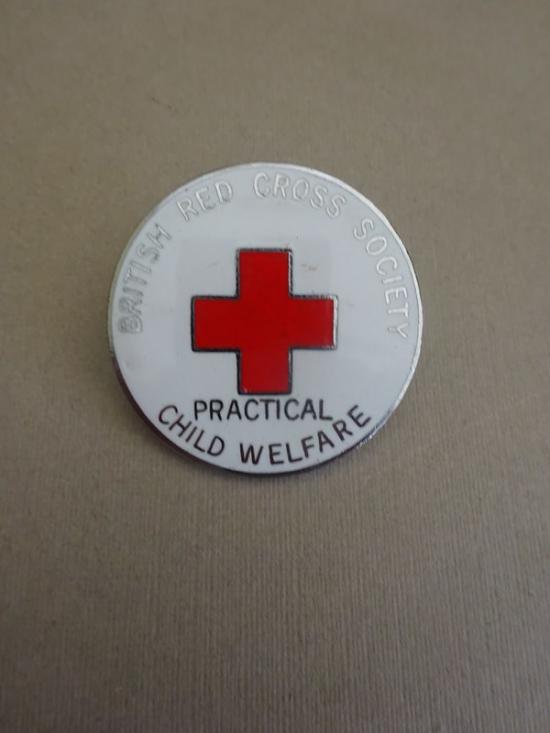 BRITISH RED CROSS SOCIETY
PRACTICAL
CHILD WELFARE